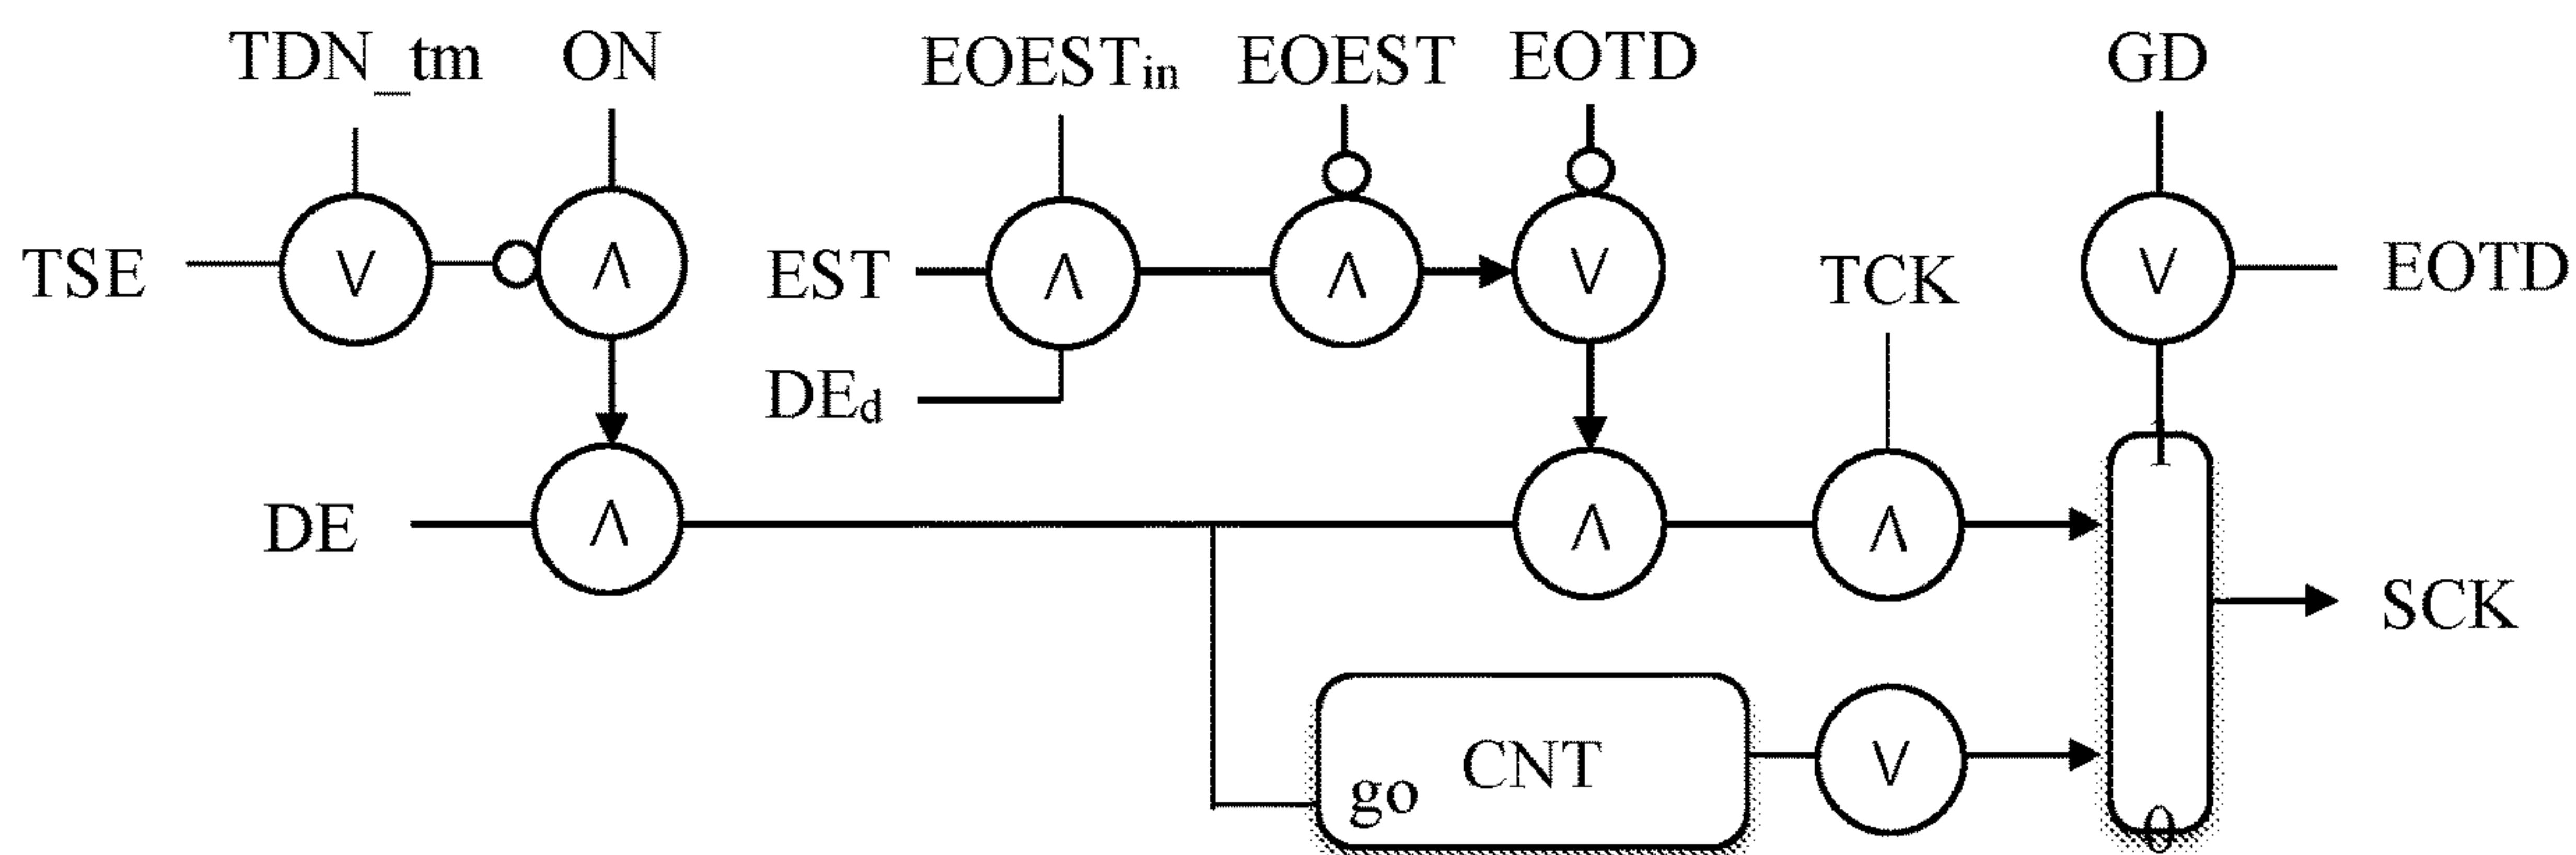 TDN_tm ON EOESTin EOEST EOTD GD
TSE V Λ EST Λ Λ V TCK V EOTD
DEd
1
DE Λ Λ Λ
SCK
go CNT V
0